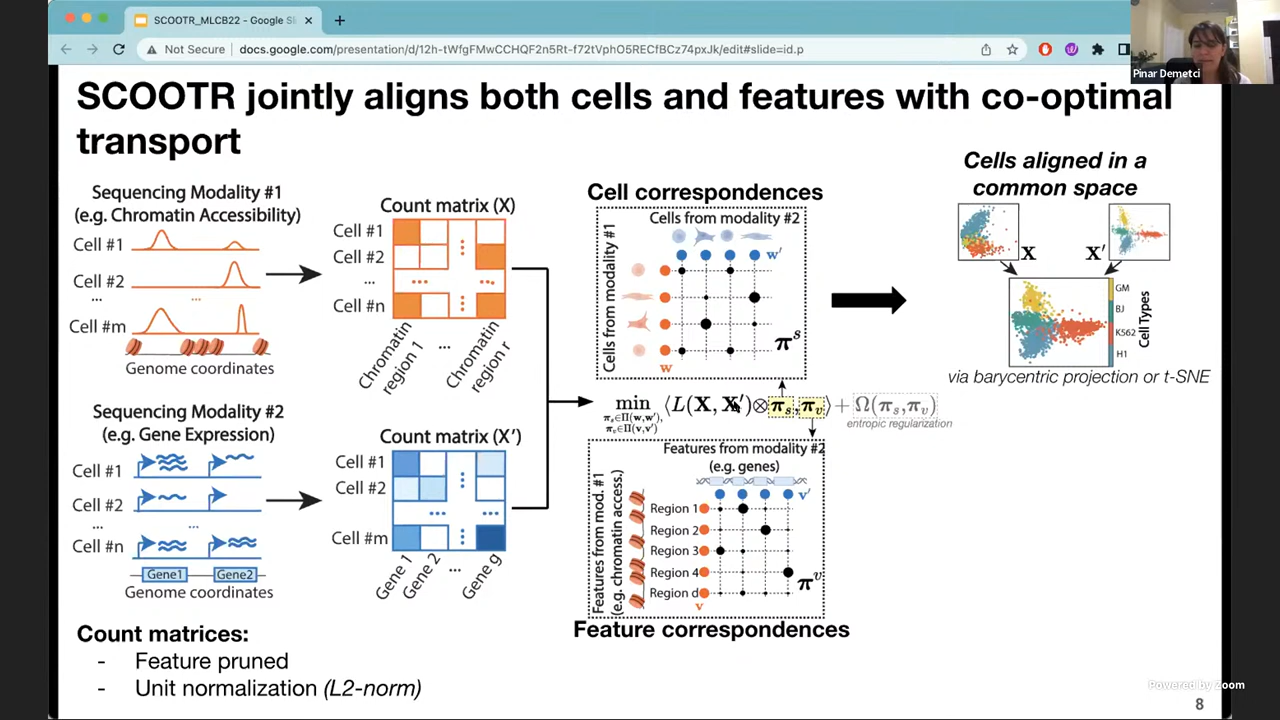 SCOOTR_MLCB22 - Google Sl
Not Secure
docs.google.com/presentation/d/12h-tWfgFMwCCHQF2n5Rt-f72tVphO5RECfBCz74pxJk/edit#slide=id.p
Pinar Demetci
SCOOTR jointly aligns both cells and features with co-optimal
transport
Sequencing Modality #1
(e.g. Chromatin Accessibility)
Cell #1
Cell #2
...
...
Cell #m
Genome coordinates
Count matrix (X)
Cell #1
Cell #2
...
Cell #n
Chromatin
region 1
...
Chromatin
region r
Sequencing Modality #2
(e.g. Gene Expression)
Cell #1
Cell #2
...
...
Cell #n
Gene1
Gene2
Genome coordinates
Count matrix (X')
Cell #1
Cell #2
...
Cell #m
Gene 1
Gene 2
...
Gene g
Cell correspondences
Cells from modality #2
Cells from modality #1
w'
w
π^s
min ⟨L(X, X')⊗π_s, π_v⟩ + Ω(π_s, π_v)
π_s∈Π(w,w'),
π_v∈Π(v,v')
entropic regularization
Features from modality #2
(e.g. genes)
Features from mod. #1
(e.g. chromatin access.)
v'
Region 1
Region 2
Region 3
Region 4
Region d
v
π^v
Feature correspondences
Cells aligned in a
common space
X
X'
GM
BJ
K562
H1
Cell Types
via barycentric projection or t-SNE
Count matrices:
- Feature pruned
- Unit normalization (L2-norm)
Powered by Zoom
8